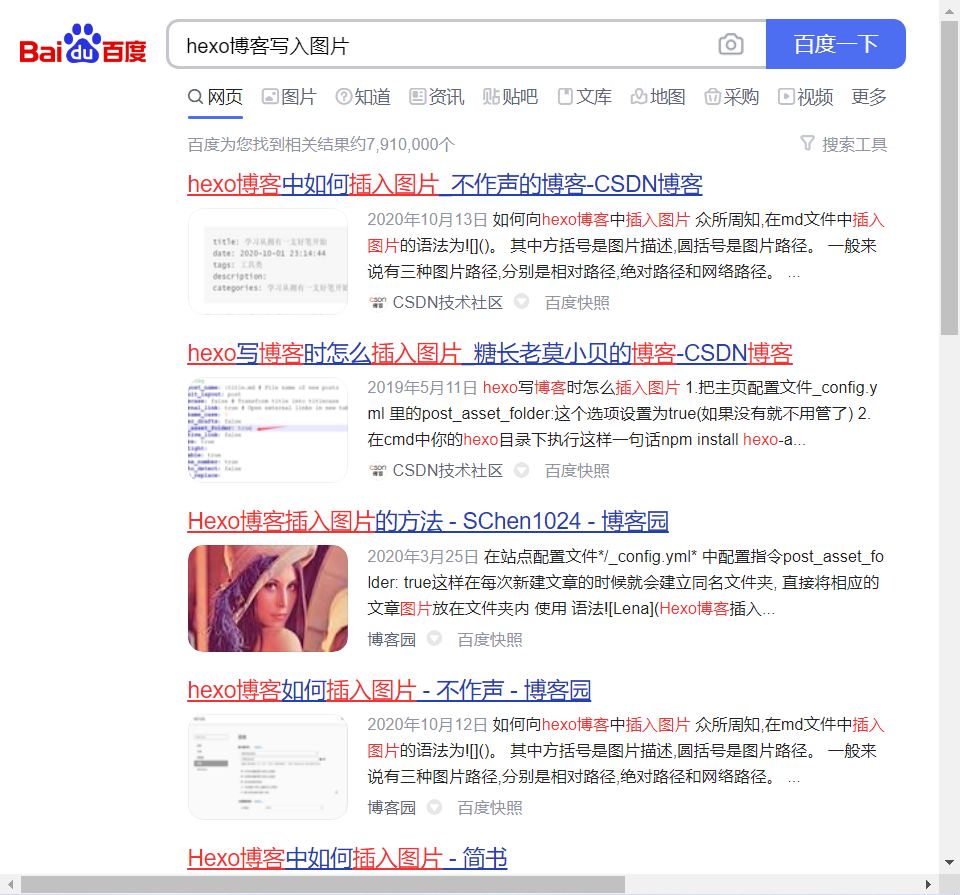 Bai du 百度
hexo博客写入图片
百度一下
网页 图片 知道 资讯 贴贴吧 文库 地图 采购 视频 更多
百度为您找到相关结果约7,910,000个
搜索工具
hexo博客中如何插入图片_不作声的博客-CSDN博客
title: 学习从拥有一支好笔开始
date: 2020-10-01 23:14:44
tags: 工具类
description:
categories: 学习从拥有一支好笔开
2020年10月13日 如何向hexo博客中插入图片 众所周知,在md文件中插入
图片的语法为![]()。 其中方括号是图片描述,圆括号是图片路径。 一般来
说有三种图片路径,分别是相对路径,绝对路径和网络路径。 ...
CSDN技术社区 百度快照
hexo写博客时怎么插入图片_糖长老莫小贝的博客-CSDN博客
2019年5月11日 hexo写博客时怎么插入图片 1.把主页配置文件_config.y
ml 里的post_asset_folder:这个选项设置为true(如果没有就不用管了) 2.
在cmd中你的hexo目录下执行这样一句话npm install hexo-a...
CSDN技术社区 百度快照
Hexo博客插入图片的方法 - SChen1024 - 博客园
2020年3月25日 在站点配置文件*/_config.yml* 中配置指令post_asset_fo
lder: true这样在每次新建文章的时候就会建立同名文件夹, 直接将相应的
文章图片放在文件夹内 使用 语法![Lena](Hexo博客插入...
博客园 百度快照
hexo博客如何插入图片 - 不作声 - 博客园
2020年10月12日 如何向hexo博客中插入图片 众所周知,在md文件中插入
图片的语法为![]()。 其中方括号是图片描述,圆括号是图片路径。 一般来
说有三种图片路径,分别是相对路径,绝对路径和网络路径。 ...
博客园 百度快照
Hexo博客中如何插入图片 - 简书